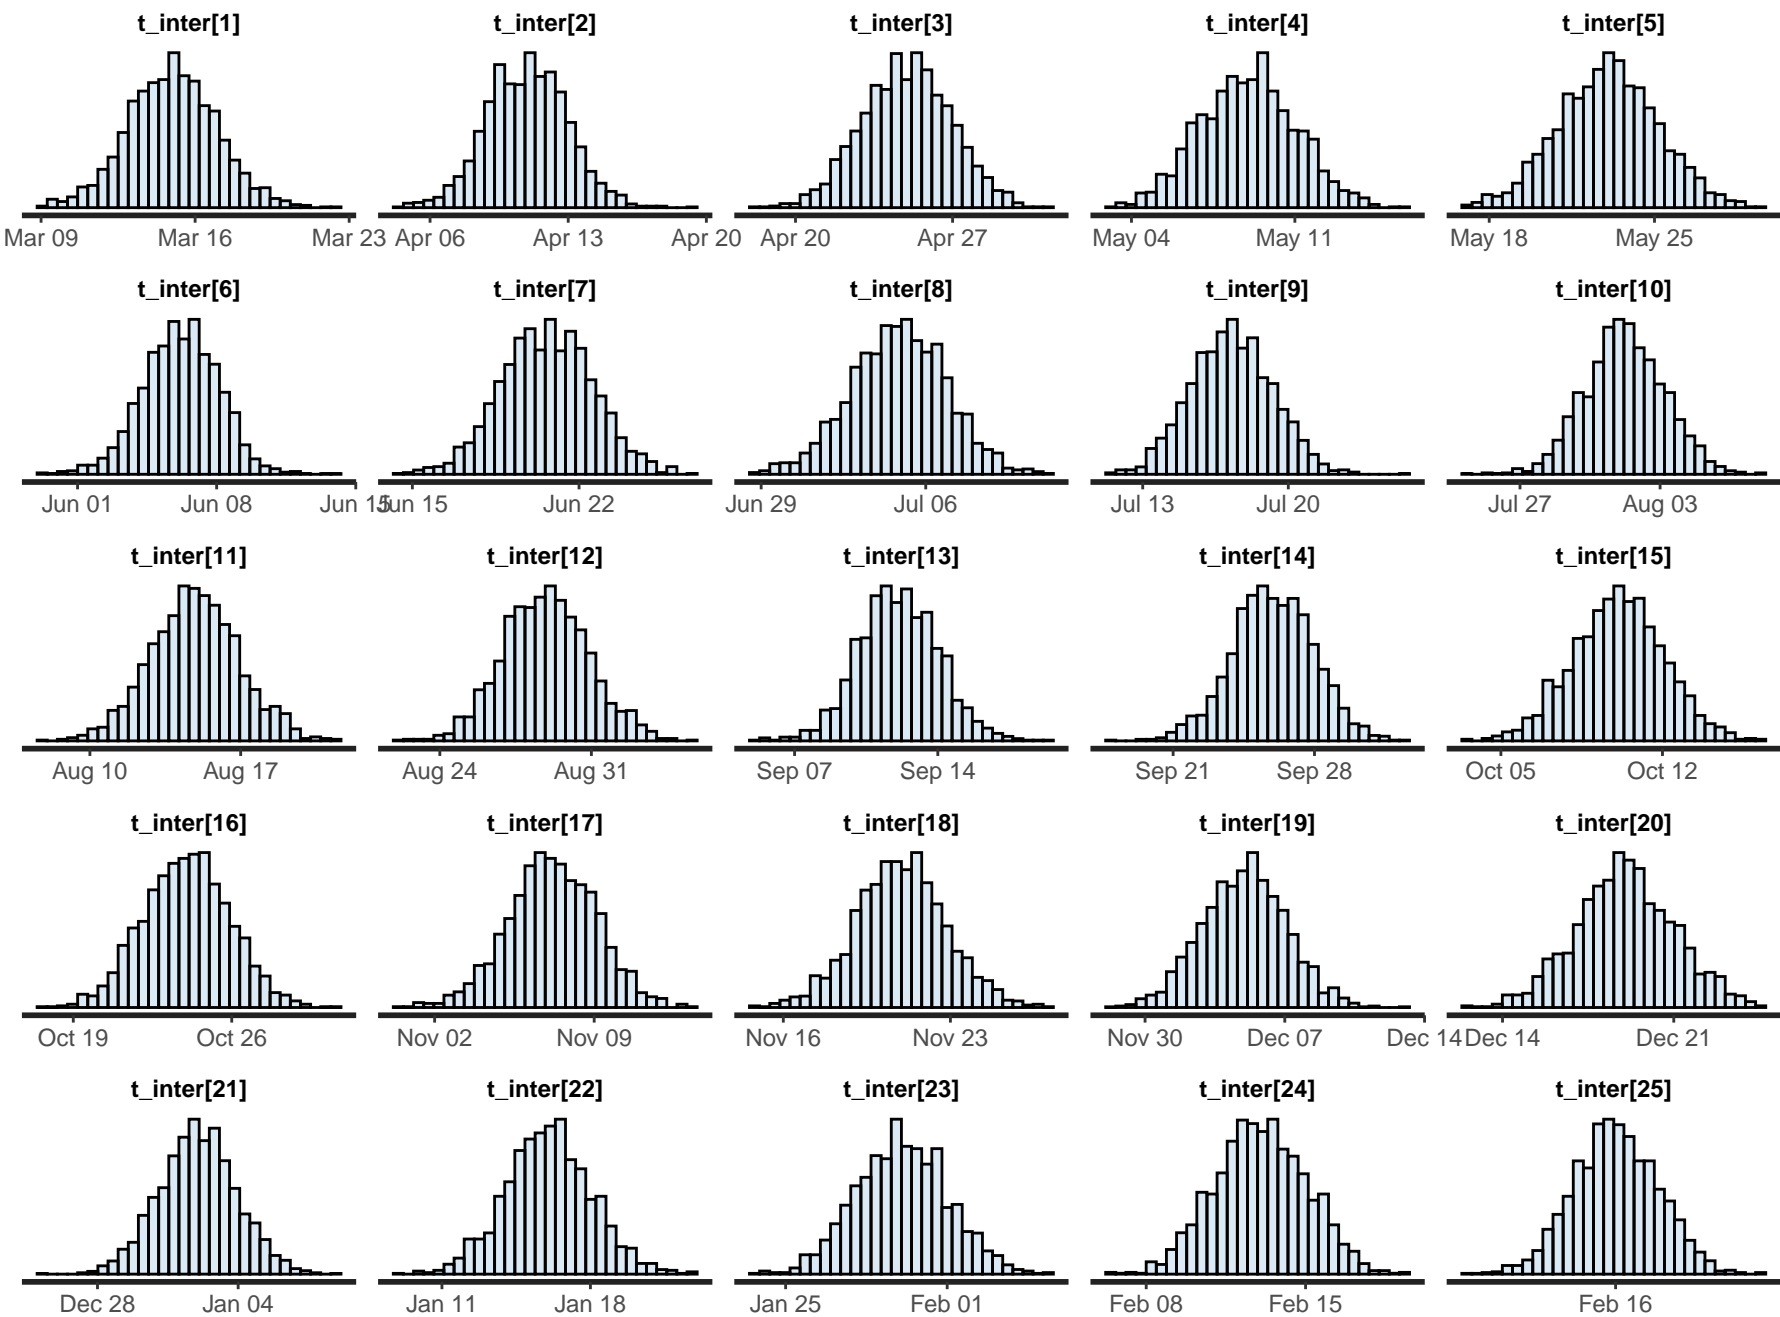 t_inter[1] t_inter[2] t_inter[3] t_inter[4] t_inter[5]
Mar 09 Mar 16 Mar 23 Apr 06 Apr 13 Apr 20 Apr 20 Apr 27 May 04 May 11 May 18 May 25
t_inter[6] t_inter[7] t_inter[8] t_inter[9] t_inter[10]
Jun 01 Jun 08 Jun 15 Jun 15 Jun 22 Jun 29 Jul 06 Jul 13 Jul 20 Jul 27 Aug 03
t_inter[11] t_inter[12] t_inter[13] t_inter[14] t_inter[15]
Aug 10 Aug 17 Aug 24 Aug 31 Sep 07 Sep 14 Sep 21 Sep 28 Oct 05 Oct 12
t_inter[16] t_inter[17] t_inter[18] t_inter[19] t_inter[20]
Oct 19 Oct 26 Nov 02 Nov 09 Nov 16 Nov 23 Nov 30 Dec 07 Dec 14 Dec 14 Dec 21
t_inter[21] t_inter[22] t_inter[23] t_inter[24] t_inter[25]
Dec 28 Jan 04 Jan 11 Jan 18 Jan 25 Feb 01 Feb 08 Feb 15 Feb 16